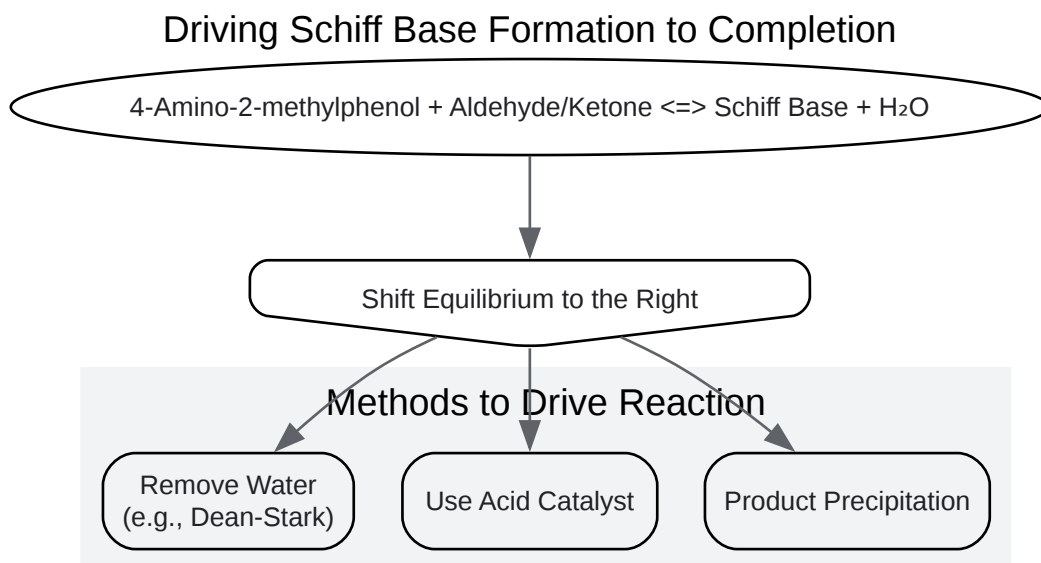 Driving Schiff Base Formation to Completion
4-Amino-2-methylphenol + Aldehyde/Ketone <=> Schiff Base + H₂O
Shift Equilibrium to the Right
Methods to Drive Reaction
Remove Water
(e.g., Dean-Stark)
Use Acid Catalyst
Product Precipitation